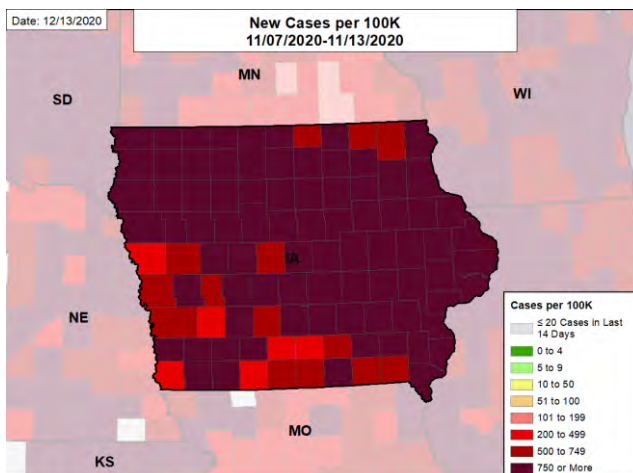 Date: 12/13/2020
New Cases per 100K
11/07/2020-11/13/2020
MN
SD
WI
IA
NE
MO
KS
Cases per 100K
≤ 20 Cases in Last
14 Days
0 to 4
5 to 9
10 to 50
51 to 100
101 to 199
200 to 499
500 to 749
750 or More